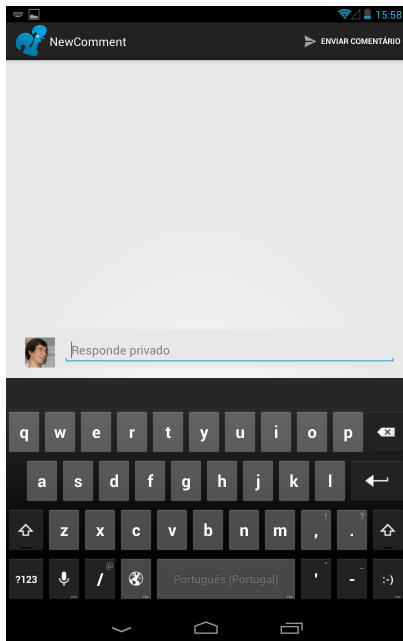 15:58
NewComment
ENVIAR COMENTÁRIO
Responde privado
q w e r t y u i o p
a s d f g h j k l
z x c v b n m , ! . ?
?123 / @ Português (Portugal) ' " - _ :-)